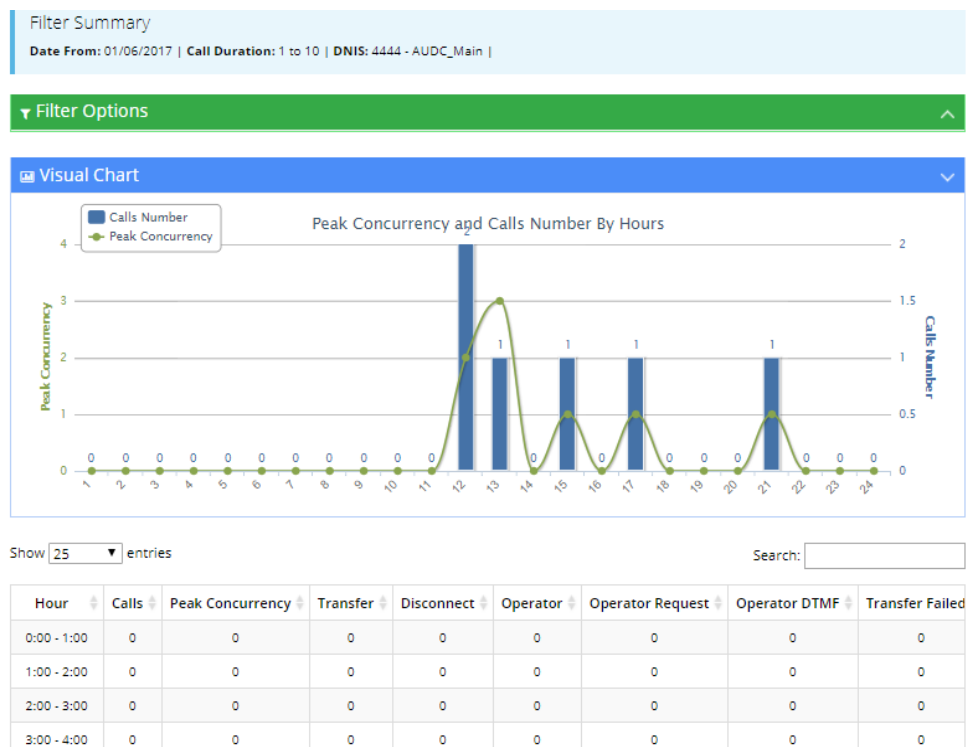 Filter Summary
Date From: 01/06/2017 | Call Duration: 1 to 10 | DNIS: 4444 - AUDC_Main |
Filter Options
Visual Chart
Calls Number
Peak Concurrency
Peak Concurrency and Calls Number By Hours
2
4 2
3 1.5
2 1
1 0.5
0 0
Peak Concurrency
Calls Number
1 1 1 1
0 0 0 0 0 0 0 0 0 0 0 0 0 0 0 0 0 0 0
1 2 3 4 5 6 7 8 9 10 11 12 13 14 15 16 17 18 19 20 21 22 23 24
Show 25 entries Search:
Hour Calls Peak Concurrency Transfer Disconnect Operator Operator Request Operator DTMF Transfer Failed
0:00 - 1:00 0 0 0 0 0 0 0 0
1:00 - 2:00 0 0 0 0 0 0 0 0
2:00 - 3:00 0 0 0 0 0 0 0 0
3:00 - 4:00 0 0 0 0 0 0 0 0